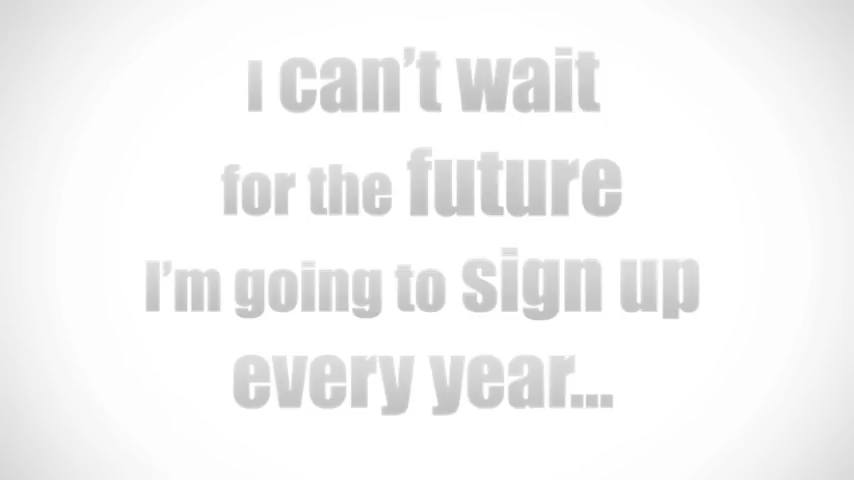 I can't wait
for the future
I'm going to sign up
every year...